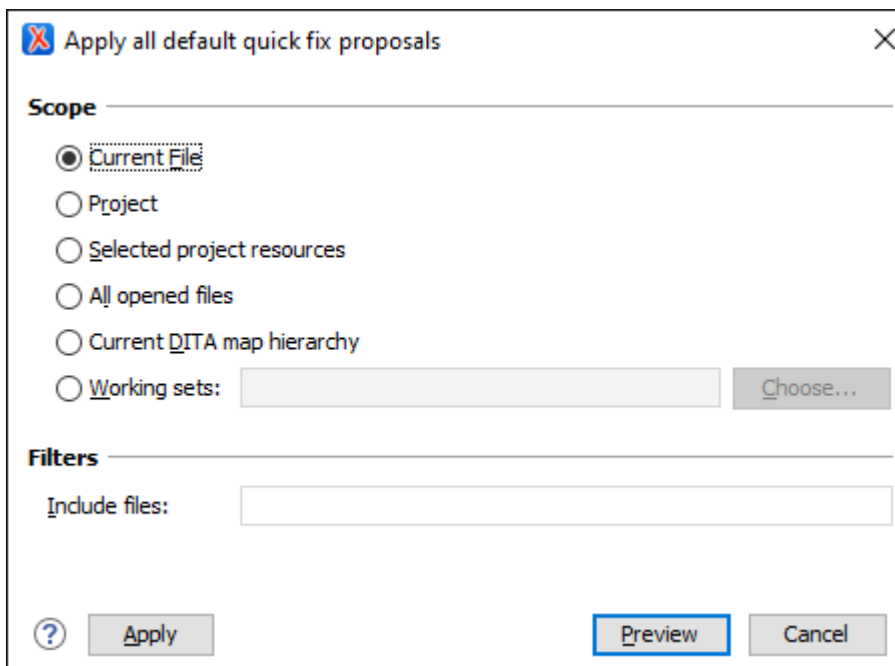 Apply all default quick fix proposals
Scope
Current File
Project
Selected project resources
All opened files
Current DITA map hierarchy
Working sets: Choose...
Filters
Include files:
? Apply Preview Cancel